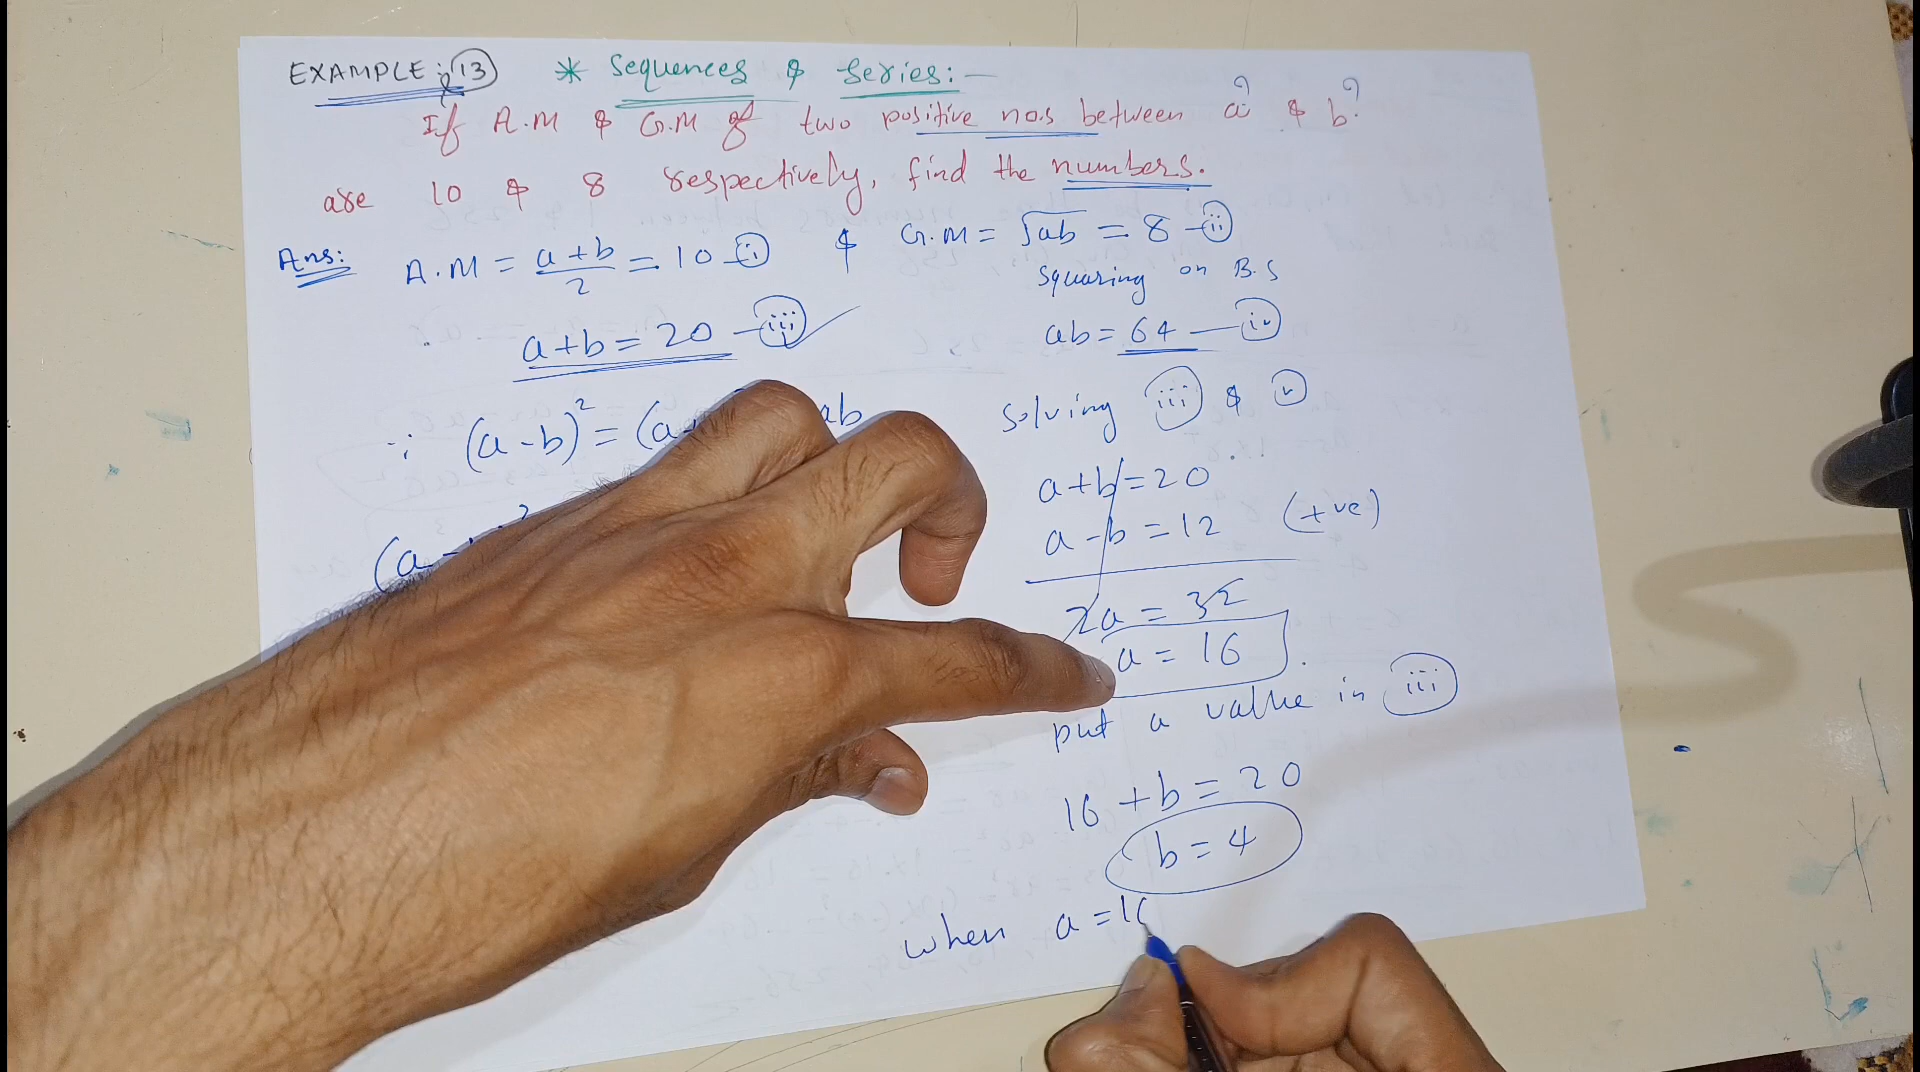 EXAMPLE: 13 * Sequences & Series:-
If A.M & G.M of two positive no.s between a? & b?
are 10 & 8 respectively, find the numbers.
Ans: A.M = a+b/2 = 10 - (i) & G.M = √ab = 8 - (ii)
squaring on B.S
a+b = 20 - (iii)
ab = 64 - (iv)
∵ (a-b)² = (a ab
solving (iii) & (v)
a+b = 20
(a-
a-b = 12 (+ve)
2a = 32
a = 16
put a value in (iii)
16 + b = 20
b = 4
when a = 16